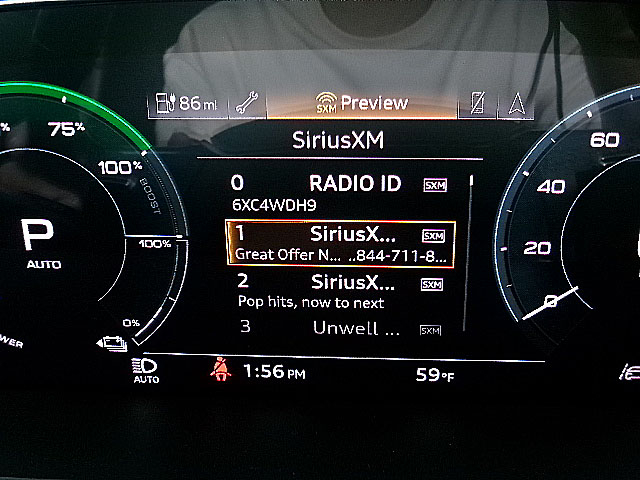 86 mi SXM Preview
SiriusXM
75%
100%
BOOST
100%
0%
P
AUTO
0 RADIO ID SXM
6XC4WDH9
1 SiriusX... SXM
Great Offer N... ..844-711-8...
2 SiriusX... SXM
Pop hits, now to next
3 Unwell ... SXM
60
40
20
0
WER
AUTO
1:56 PM
59°F